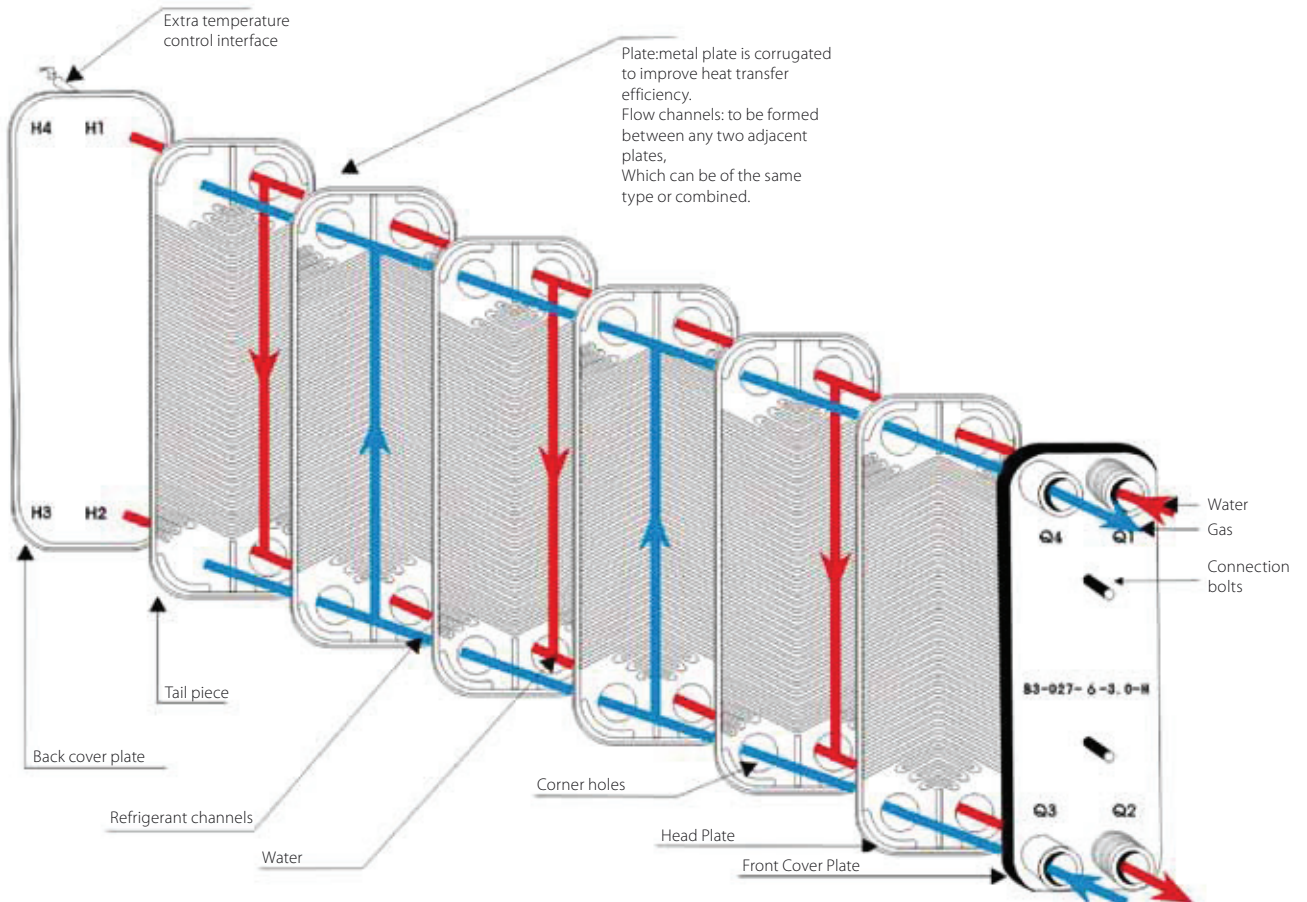 Extra temperature
control interface
Plate:metal plate is corrugated
to improve heat transfer
efficiency.
Flow channels: to be formed
between any two adjacent
plates,
Which can be of the same
type or combined.
H4 H1
H3 H2
Water
Gas
Q4 Q1
Connection
bolts
B3-027-6-3.0-H
Tail piece
Back cover plate
Corner holes
Refrigerant channels
Q3 Q2
Head Plate
Water
Front Cover Plate